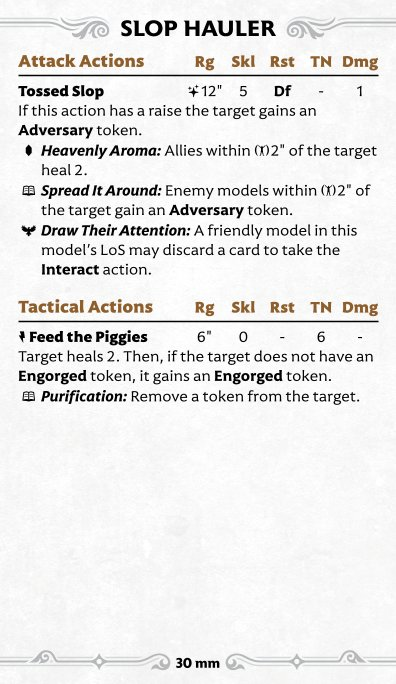 SLOP HAULER
Attack Actions Rg Skl Rst TN Dmg
Tossed Slop 12" 5 Df - 1
If this action has a raise the target gains an
Adversary token.
Heavenly Aroma: Allies within 2" of the target
heal 2.
Spread It Around: Enemy models within 2" of
the target gain an Adversary token.
Draw Their Attention: A friendly model in this
model's LoS may discard a card to take the
Interact action.
Tactical Actions Rg Skl Rst TN Dmg
Feed the Piggies 6" 0 - 6 -
Target heals 2. Then, if the target does not have an
Engorged token, it gains an Engorged token.
Purification: Remove a token from the target.
30 mm